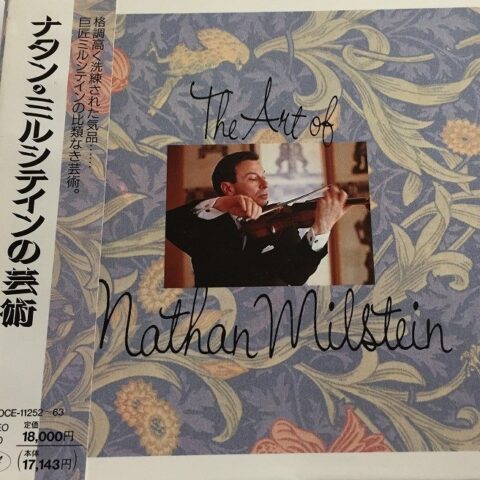 ナタン・ミルシテインの芸術
格調高く洗練された気品……
巨匠ミルシテインの比類なき芸術。
The Art of
Nathan Milstein
OCE-11252~63
定価
18,000円
(本体
17,143円)